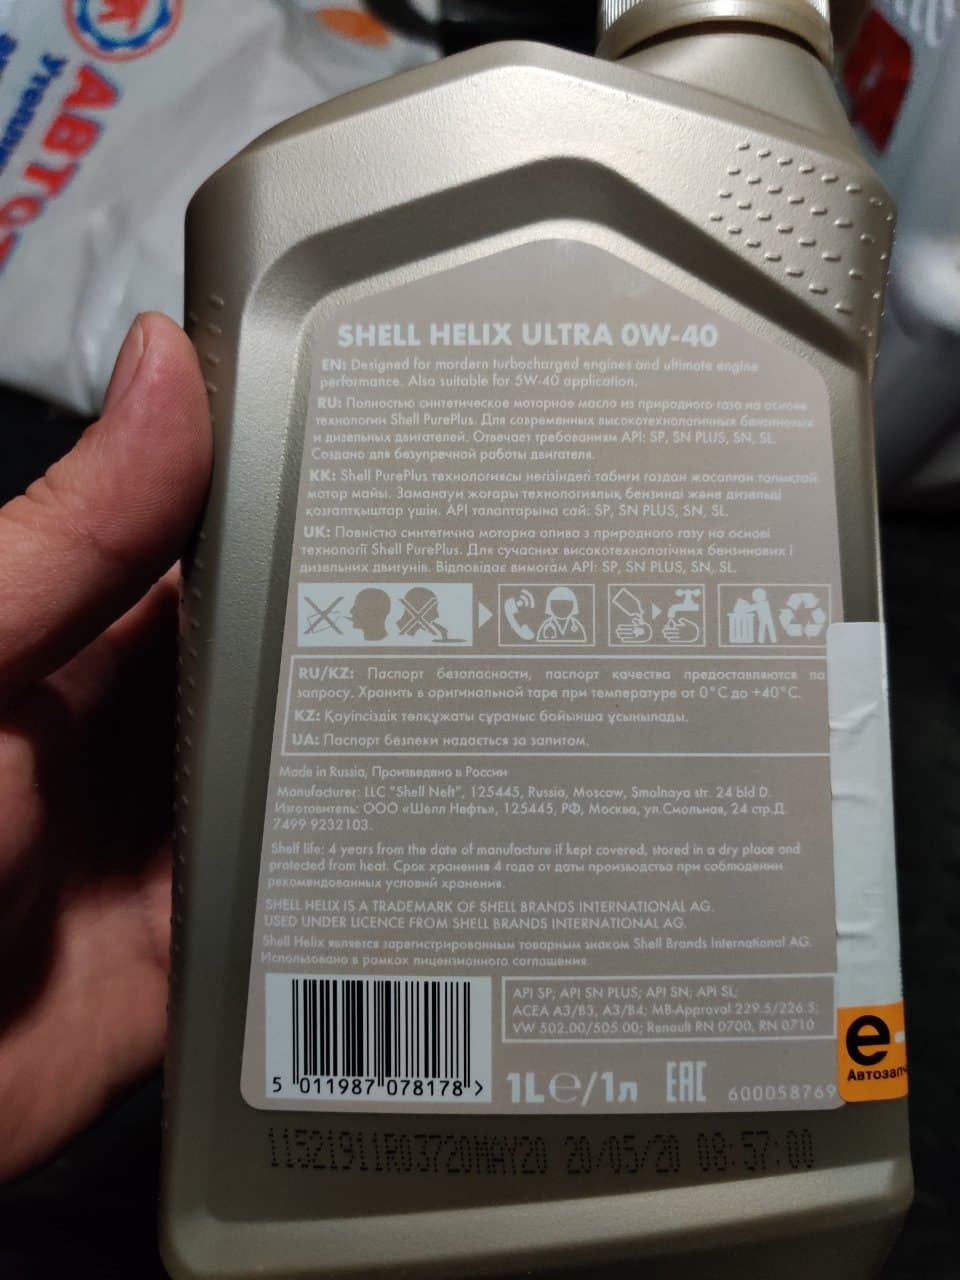 АВТО
SHELL HELIX ULTRA 0W-40
EN: Designed for mordern turbocharged engines and ultimate engine
performance. Also suitable for 5W-40 application.
RU: Полностью синтетическое моторное масло из природного газа на основе
технологии Shell PurePlus. Для современных высокотехнологичных бензиновых
и дизельных двигателей. Отвечает требованиям API: SP, SN PLUS, SN, SL.
Создано для безупречной работы двигателя.
KK: Shell PurePlus технологиясы негізіндегі табиғи газдан жасалған толықтай
мотор майы. Заманауи жоғары технологиялық бензинді және дизельді
қозғалтқыштар үшін. API талаптарына сай: SP, SN PLUS, SN, SL.
UK: Повністю синтетична моторна олива з природного газу на основі
технології Shell PurePlus. Для сучасних високотехнологічних бензинових і
дизельних двигунів. Відповідає вимогам API: SP, SN PLUS, SN, SL.
RU/KZ: Паспорт безопасности, паспорт качества предоставляются по
запросу. Хранить в оригинальной таре при температуре от 0°C до +40°C.
KZ: Қауіпсіздік төлқұжаты сұраныс бойынша ұсынылады.
UA: Паспорт безпеки надається за запитом.
Made in Russia, Произведено в России
Manufacturer: LLC "Shell Neft", 125445, Russia, Moscow, Smolnaya str. 24 bld D.
Изготовитель: ООО «Шелл Нефть», 125445, РФ, Москва, ул.Смольная, 24 стр.Д.
7499 9232103.
Shelf life: 4 years from the date of manufacture if kept covered, stored in a dry place and
protected from heat. Срок хранения 4 года от даты производства при соблюдении
рекомендованных условий хранения.
SHELL HELIX IS A TRADEMARK OF SHELL BRANDS INTERNATIONAL AG.
USED UNDER LICENCE FROM SHELL BRANDS INTERNATIONAL AG.
Shell Helix является зарегистрированным товарным знаком Shell Brands International AG.
Использовано в рамках лицензионного соглашения.
API SP; API SN PLUS; API SN; API SL;
ACEA A3/B3, A3/B4; MB-Approval 229.5/226.5;
VW 502.00/505.00; Renault RN 0700, RN 0710
5 011987 078178 >
1L e/1л EAC 600058769
e-
Автозапч
11521911R03720MAY20 20/05/20 08:57:00